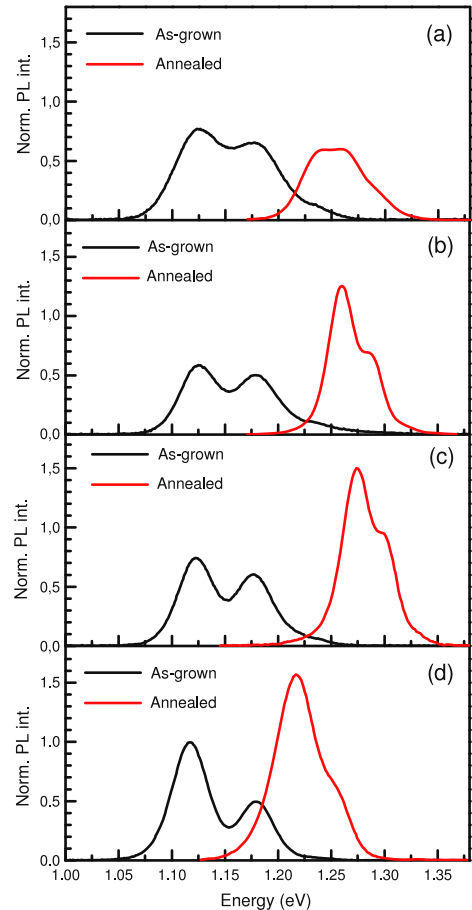 As-grown
Annealed
(a)
Norm. PL int.
1,5
1,0
0,5
0,0
As-grown
Annealed
(b)
Norm. PL int.
1,5
1,0
0,5
0,0
As-grown
Annealed
(c)
Norm. PL int.
1,5
1,0
0,5
0.0
As-grown
Annealed
(d)
Norm. PL int.
1.5
1.0
0.5
0.0
1.00 1.05 1.10 1.15 1.20 1.25 1.30 1.35
Energy (eV)